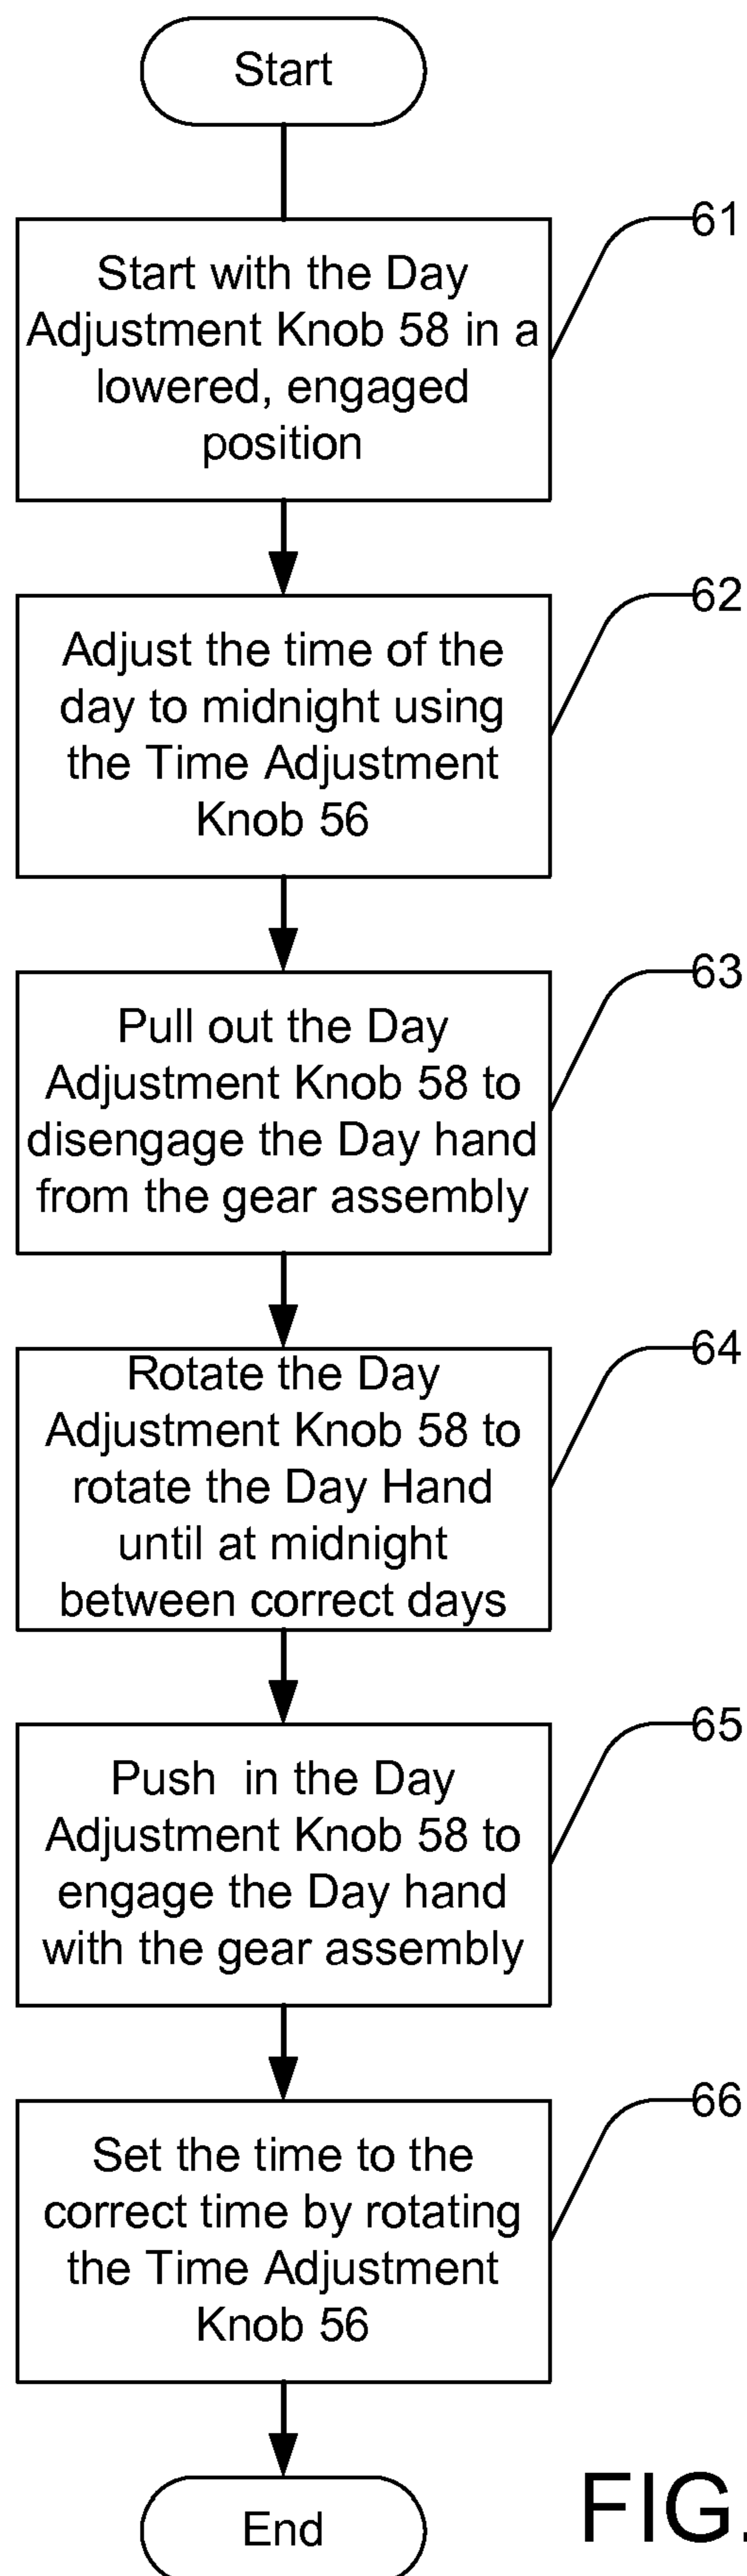 Start
61
Start with the Day
Adjustment Knob 58 in a
lowered, engaged
position
62
Adjust the time of the
day to midnight using
the Time Adjustment
Knob 56
63
Pull out the Day
Adjustment Knob 58 to
disengage the Day hand
from the gear assembly
64
Rotate the Day
Adjustment Knob 58 to
rotate the Day Hand
until at midnight
between correct days
65
Push  in the Day
Adjustment Knob 58 to
engage the Day hand
with the gear assembly
66
Set the time to the
correct time by rotating
the Time Adjustment
Knob 56
End
FIG.